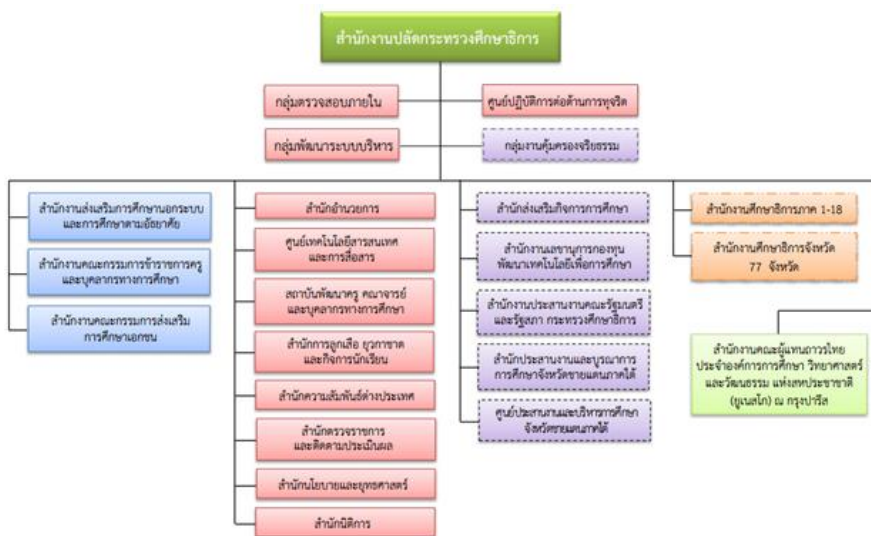 สำนักงานปลัดกระทรวงศึกษาธิการ
กลุ่มตรวจสอบภายใน
ศูนย์ปฏิบัติการต่อต้านการทุจริต
กลุ่มพัฒนาระบบบริหาร
กลุ่มงานคุ้มครองจริยธรรม
สำนักงานส่งเสริมการศึกษานอกระบบ
และการศึกษาตามอัธยาศัย
สำนักงานคณะกรรมการข้าราชการครู
และบุคลากรทางการศึกษา
สำนักงานคณะกรรมการส่งเสริม
การศึกษาเอกชน
สำนักอำนวยการ
ศูนย์เทคโนโลยีสารสนเทศ
และการสื่อสาร
สถาบันพัฒนาครู คณาจารย์
และบุคลากรทางการศึกษา
สำนักการลูกเสือ ยุวกาชาด
และกิจการนักเรียน
สำนักความสัมพันธ์ต่างประเทศ
สำนักตรวจราชการ
และติดตามประเมินผล
สำนักนโยบายและยุทธศาสตร์
สำนักนิติการ
สำนักส่งเสริมกิจการการศึกษา
สำนักงานเลขานุการกองทุน
พัฒนาเทคโนโลยีเพื่อการศึกษา
สำนักงานประสานงานคณะรัฐมนตรี
และรัฐสภา กระทรวงศึกษาธิการ
สำนักประสานงานและบูรณาการ
การศึกษาจังหวัดชายแดนภาคใต้
ศูนย์ประสานงานและบริหารการศึกษา
จังหวัดชายแดนภาคใต้
สำนักงานศึกษาธิการภาค 1-18
สำนักงานศึกษาธิการจังหวัด
77 จังหวัด
สำนักงานคณะผู้แทนถาวรไทย
ประจำองค์การการศึกษา วิทยาศาสตร์
และวัฒนธรรม แห่งสหประชาชาติ
(ยูเนสโก) ณ กรุงปารีส